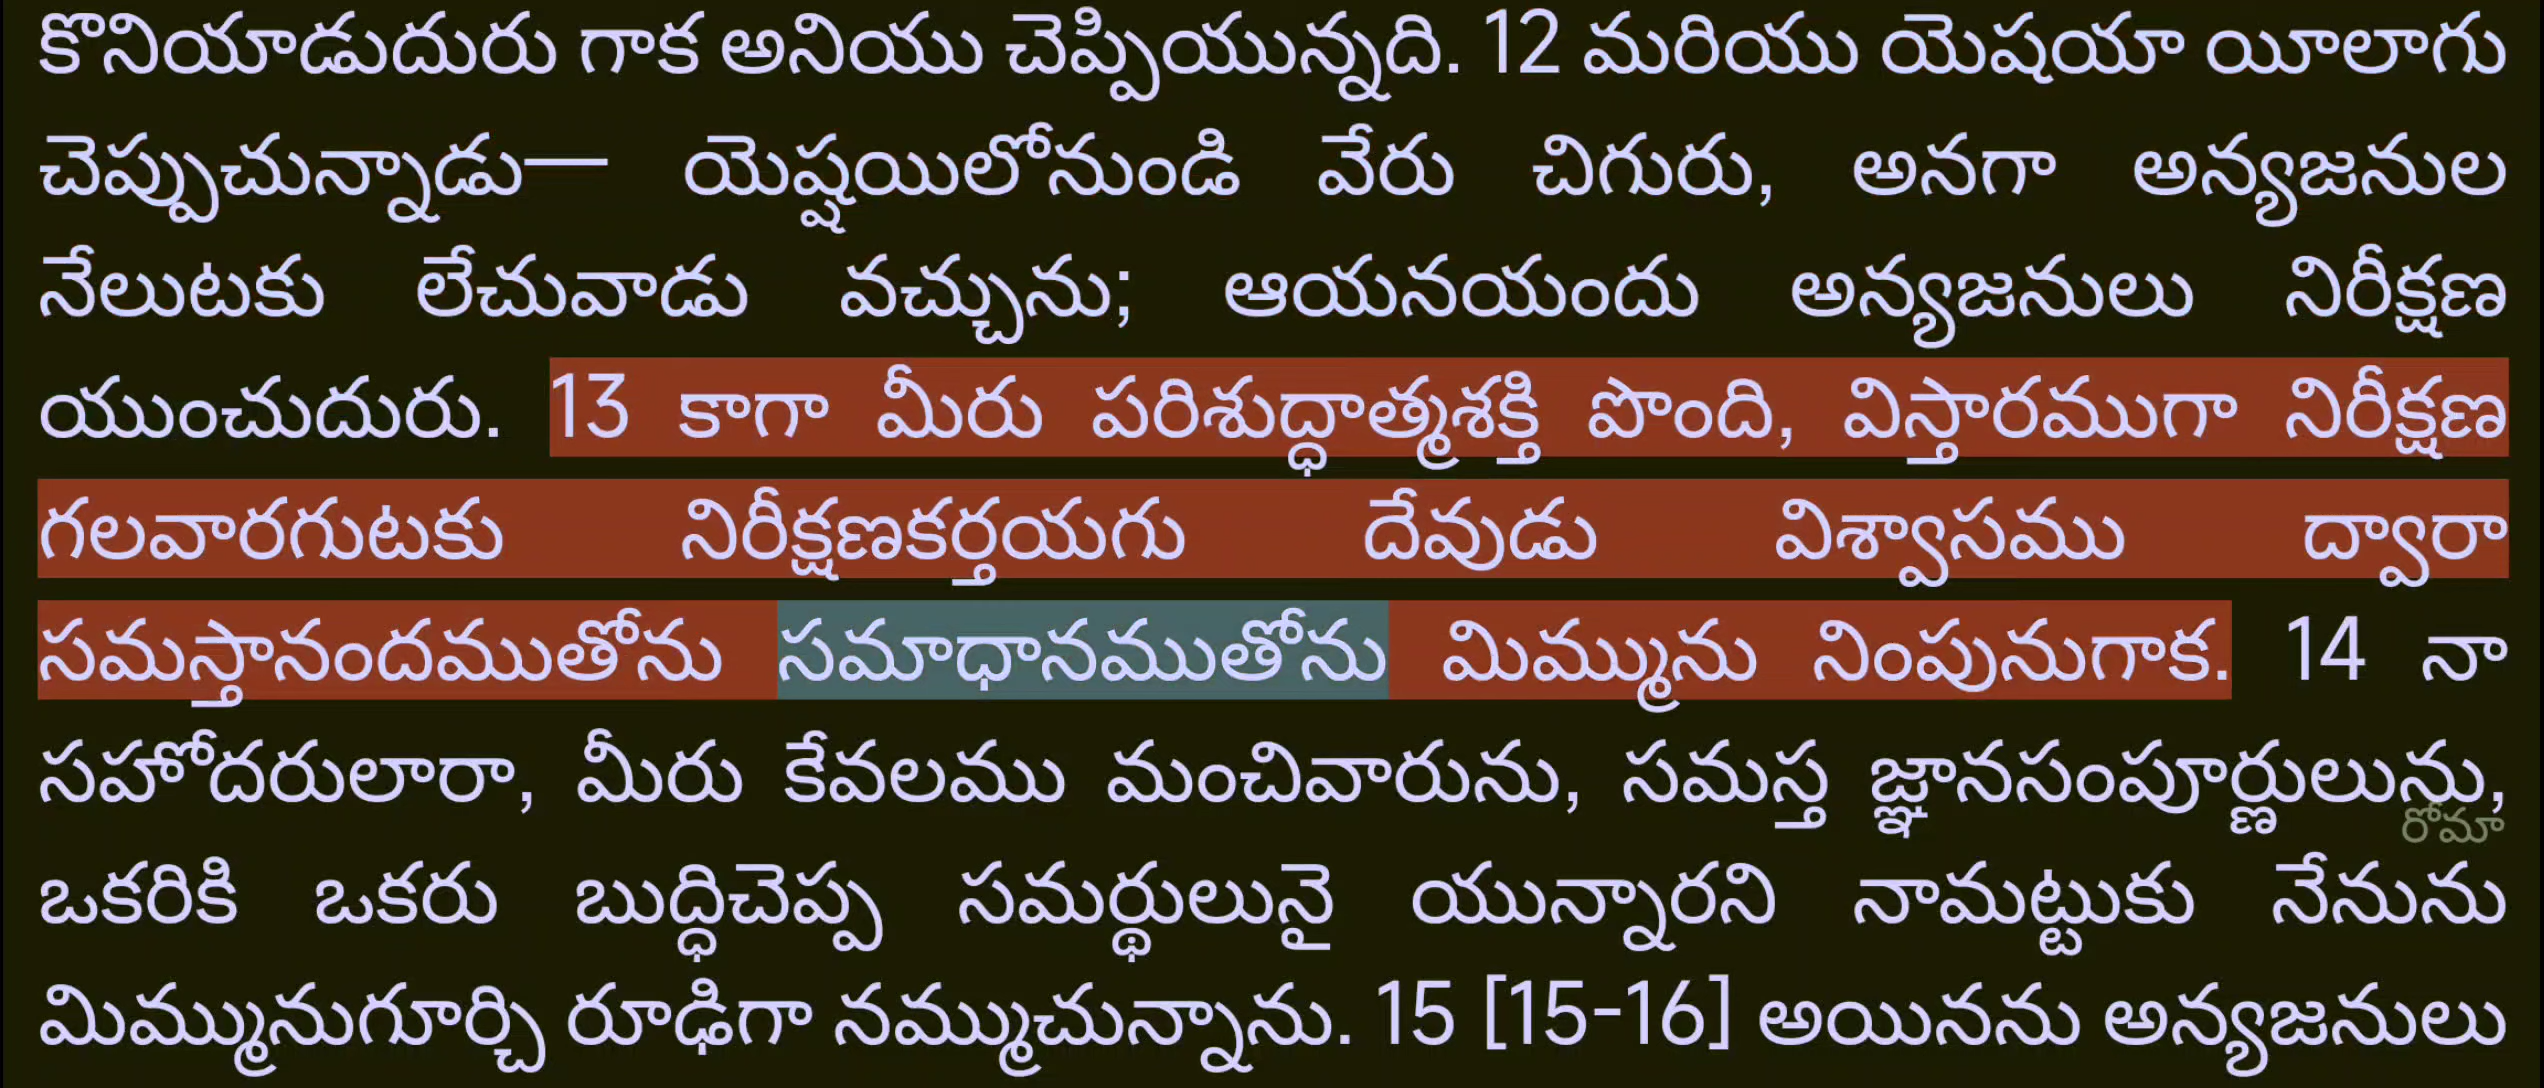 కొనియాడుదురు గాక అనియు చెప్పియున్నది. 12 మరియు యెషయా యీలాగు
చెప్పుచున్నాడు— యెష్షయిలోనుండి వేరు చిగురు, అనగా అన్యజనుల
నేలుటకు లేచువాడు వచ్చును; ఆయనయందు అన్యజనులు నిరీక్షణ
యుంచుదురు. 13 కాగా మీరు పరిశుద్ధాత్మశక్తి పొంది, విస్తారముగా నిరీక్షణ
గలవారగుటకు నిరీక్షణకర్తయగు దేవుడు విశ్వాసము ద్వారా
సమస్తానందముతోను సమాధానముతోను మిమ్మును నింపునుగాక. 14 నా
సహోదరులారా, మీరు కేవలము మంచివారును, సమస్త జ్ఞానసంపూర్ణులును,
రోమా
ఒకరికి ఒకరు బుద్ధిచెప్ప సమర్థులునై యున్నారని నామట్టుకు నేనును
మిమ్మునుగూర్చి రూఢిగా నమ్ముచున్నాను. 15 [15-16] అయినను అన్యజనులు